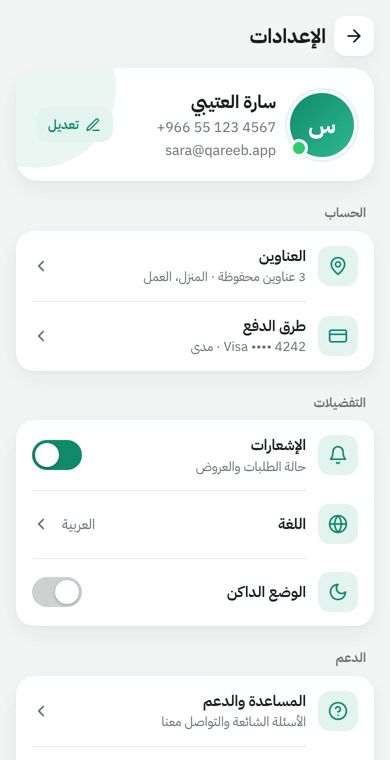 الإعدادات
سارة العتيبي
+966 55 123 4567
sara@qareeb.app
س
تعديل
الحساب
العناوين
3 عناوين محفوظة · المنزل، العمل
طرق الدفع
Visa •••• 4242 · مدى
التفضيلات
الإشعارات
حالة الطلبات والعروض
اللغة
العربية
الوضع الداكن
الدعم
المساعدة والدعم
الأسئلة الشائعة والتواصل معنا